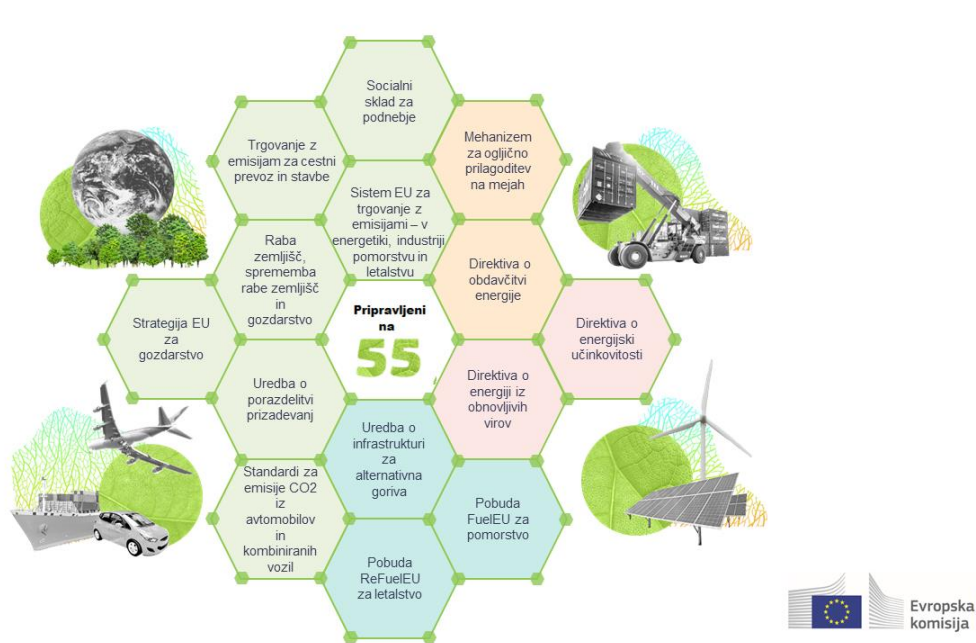 Socialni
sklad za
podnebje
Trgovanje z
emisijam za cestni
prevoz in stavbe
Mehanizem
za ogljično
prilagoditev
na mejah
Sistem EU za
trgovanje z
emisijami – v
energetiki, industriji
pomorstvu in
letalstvu
Raba
zemljišč,
sprememba
rabe zemljišč
in
gozdarstvo
Direktiva o
obdavčitvi
energije
Strategija EU
za
gozdarstvo
Pripravljeni
na
55
Direktiva o
energijski
učinkovitosti
Uredba o
porazdelitvi
prizadevanj
Direktiva o
energiji iz
obnovljivih
virov
Uredba o
infrastrukturi
za
alternativna
goriva
Standardi za
emisije CO2
iz
avtomobilov
in
kombiniranih
vozil
Pobuda
FuelEU za
pomorstvo
Pobuda
ReFuelEU
za letalstvo
Evropska
komisija